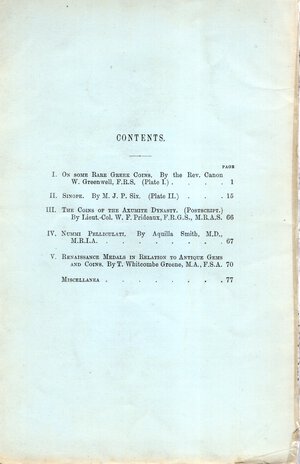 CONTENTS.
PAGE
I. On some Rare Greek Coins. By the Rev. Canon
W. Greenwell, F.R.S. (Plate I.) . . . . 1
II. Sinope. By M. J. P. Six. (Plate II.) . . . . 15
III. The Coins of the Axumite Dynasty. (Postscript.)
By Lieut.-Col. W. F. Prideaux, F.R.G.S., M.R.A.S. 66
IV. Nummi Pelliculati. By Aquilla Smith, M.D.,
M.R.I.A. . . . . . . . . 67
V. Renaissance Medals in Relation to Antique Gems
and Coins. By T. Whitcombe Greene, M.A., F.S.A. 70
Miscellanea . . . . . . . . 77